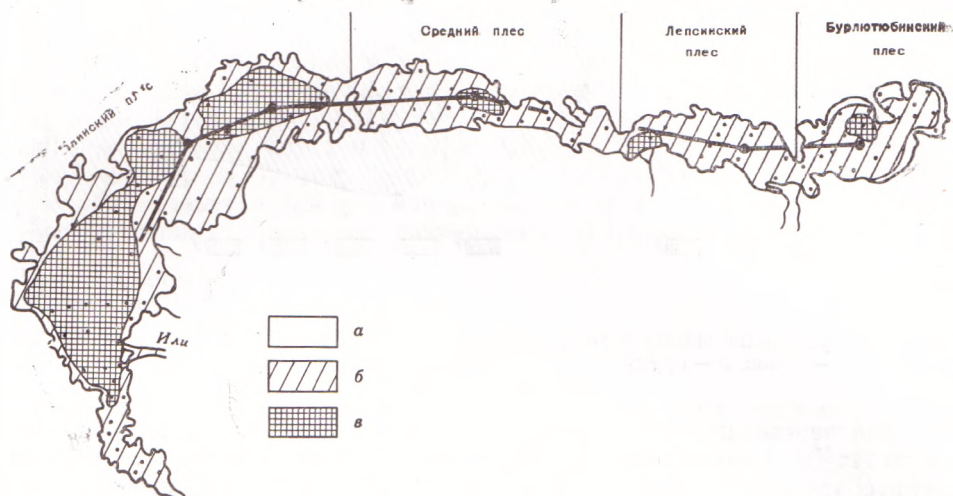 Средний плес
Лепсинский
плес
Бурлютюбинский
плес
Или
а
б
в